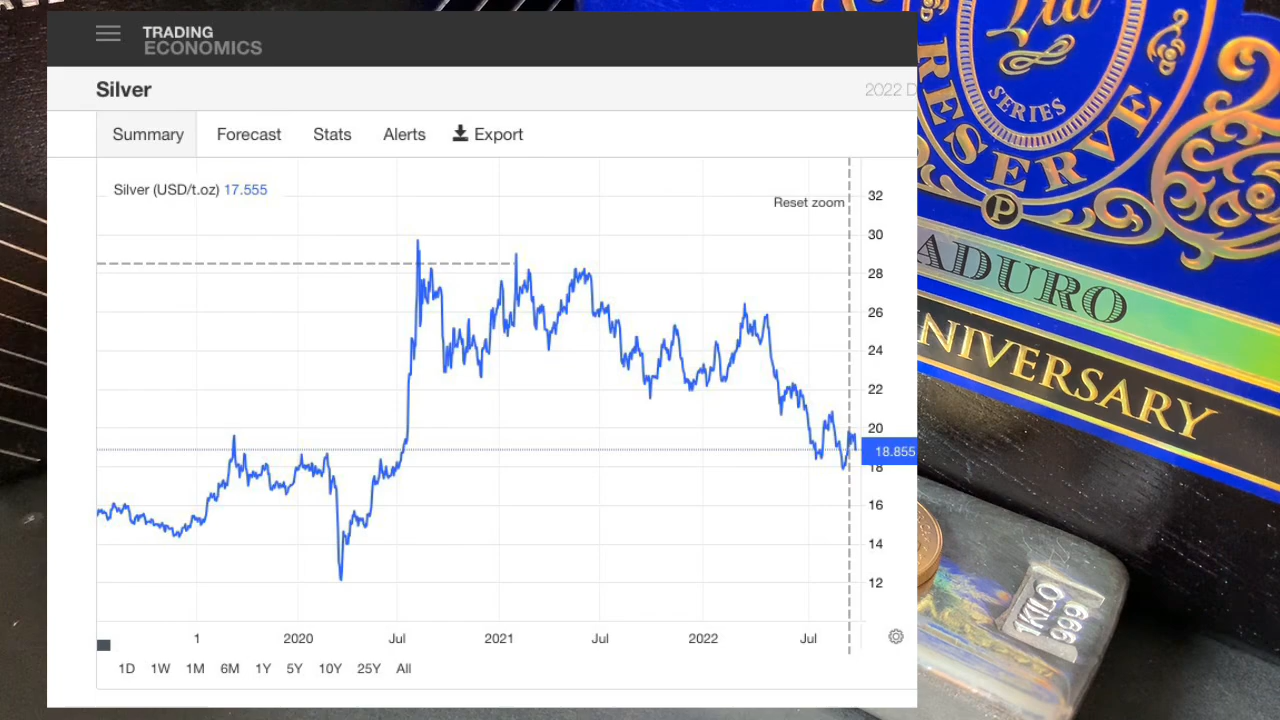 TRADING
ECONOMICS
Silver
2022 D
Summary
Forecast
Stats
Alerts
Export
Silver (USD/t.oz) 17.555
Reset zoom
32
30
28
26
24
22
20
18.855
18
16
14
12
1
2020
Jul
2021
Jul
2022
Jul
1D
1W
1M
6M
1Y
5Y
10Y
25Y
All
Ltd
SERIES
RESERVE
P
ADURO
NIVERSARY
1KILO
999